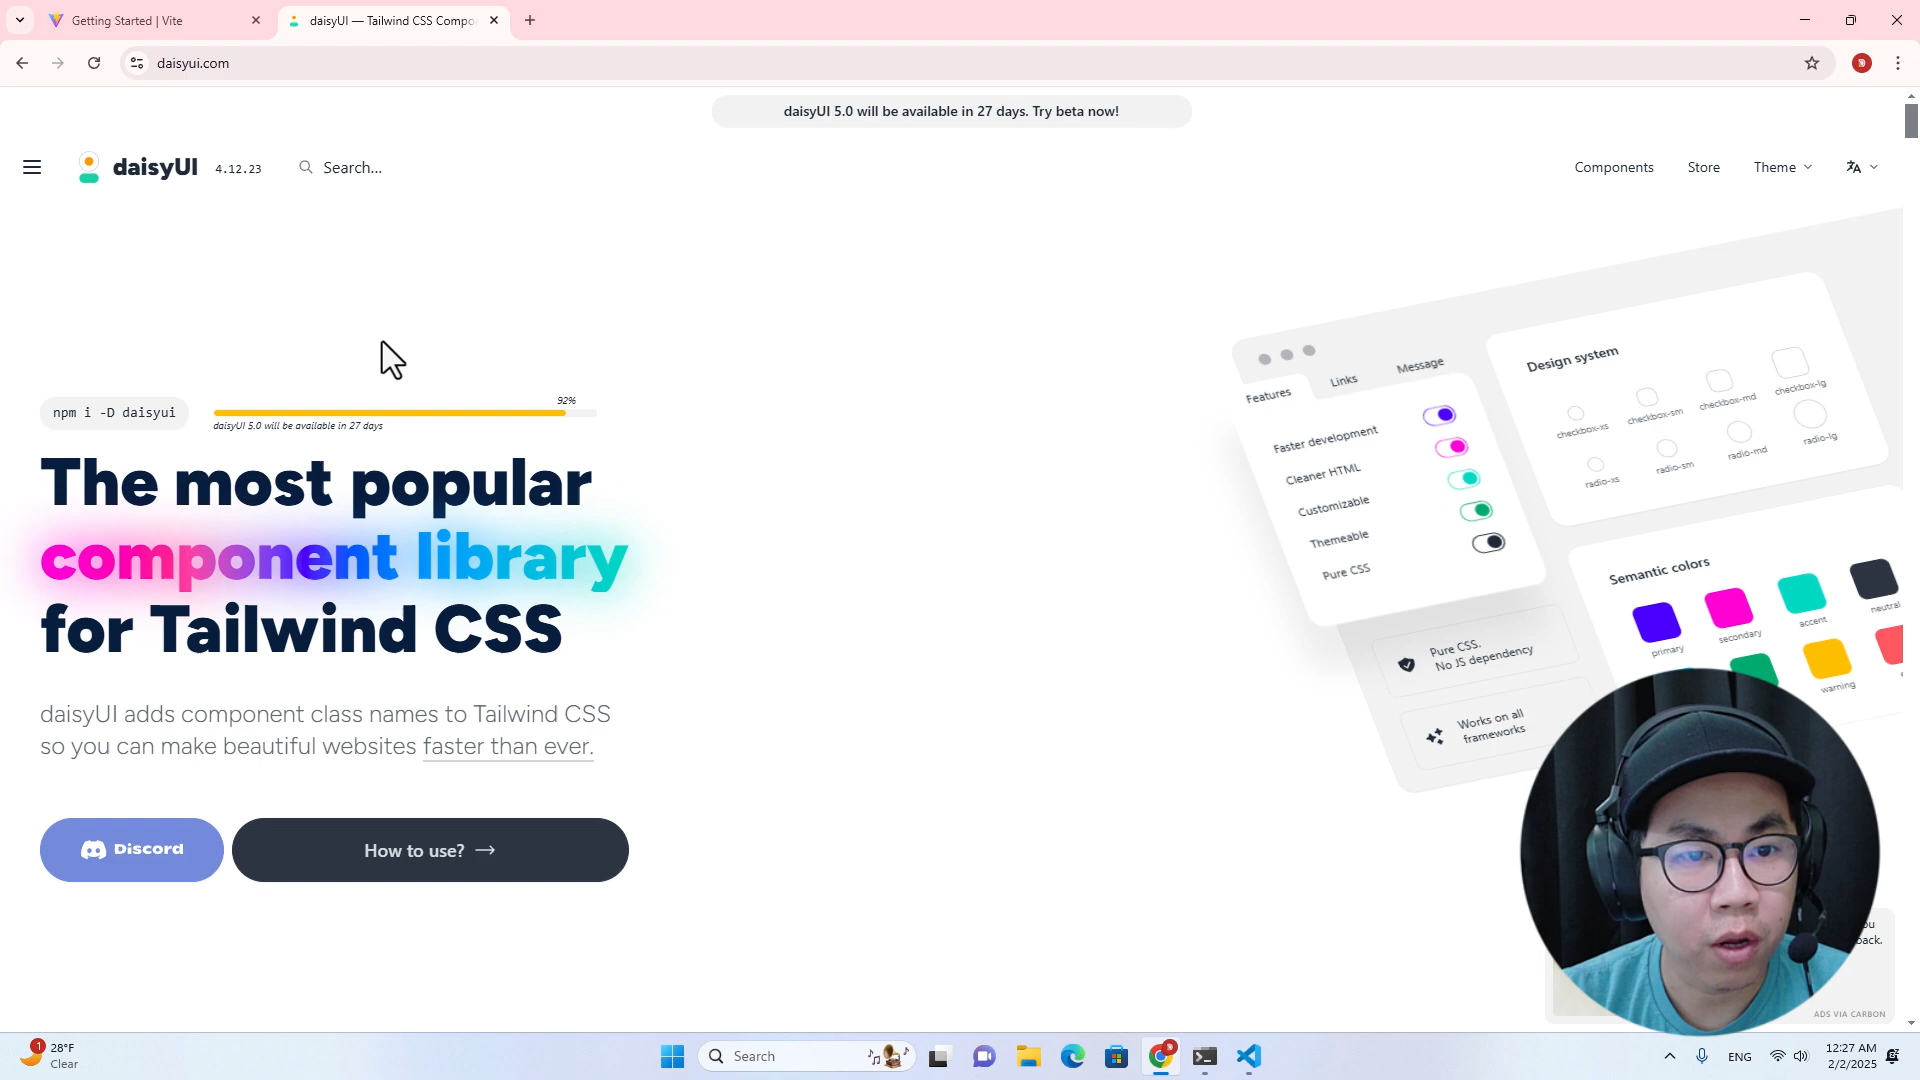 Getting Started | Vite
daisyUI — Tailwind CSS Compo
daisyui.com
daisyUI 5.0 will be available in 27 days. Try beta now!
daisyUI 4.12.23
Search...
Components
Store
Theme
npm i -D daisyui
92%
daisyUI 5.0 will be available in 27 days
The most popular
component library
for Tailwind CSS
daisyUI adds component class names to Tailwind CSS
so you can make beautiful websites faster than ever.
Discord
How to use? →
Features
Links
Message
Faster development
Cleaner HTML
Customizable
Themeable
Pure CSS
Design system
checkbox-xs
checkbox-sm
checkbox-md
checkbox-lg
radio-xs
radio-sm
radio-md
radio-lg
Semantic colors
primary
secondary
accent
neutral
warning
Pure CSS.
No JS dependency
Works on all
frameworks
back.
ADS VIA CARBON
1
28°F
Clear
Search
ENG
12:27 AM
2/2/2025